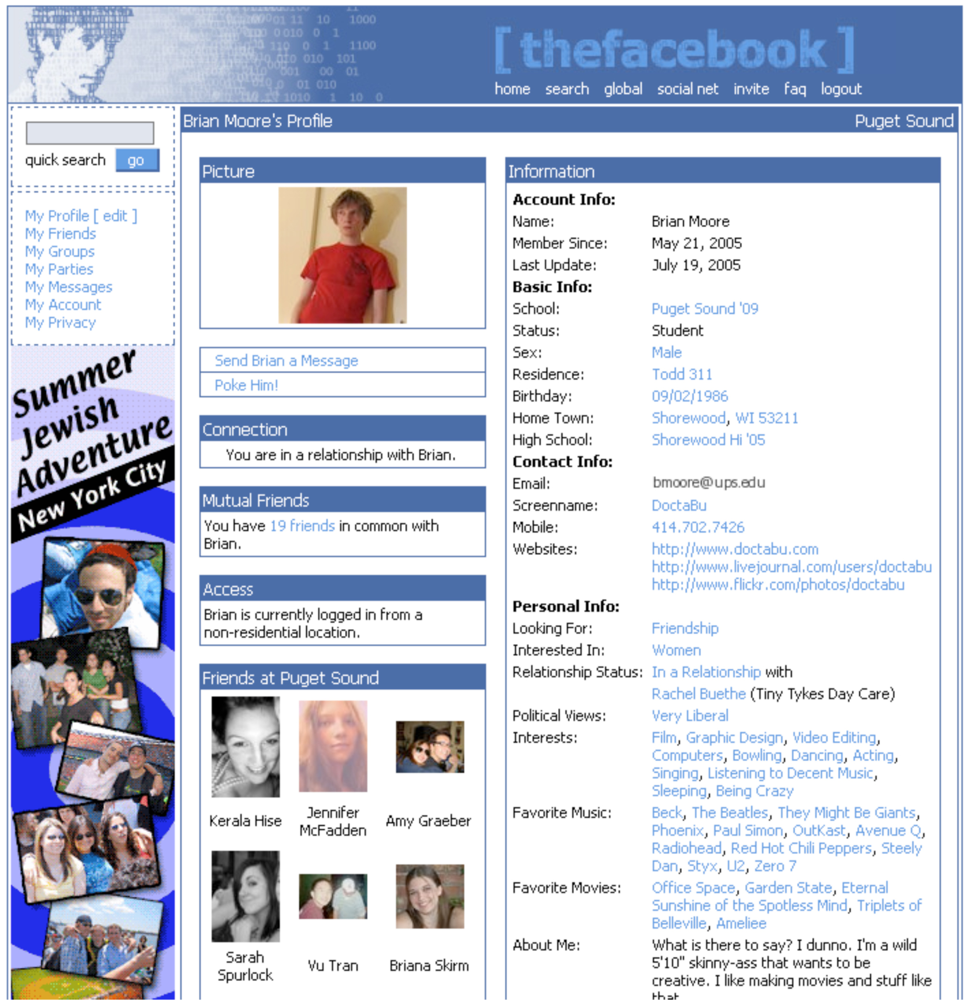 [ thefacebook ]
home search global social net invite faq logout
quick search go
My Profile [ edit ]
My Friends
My Groups
My Parties
My Messages
My Account
My Privacy
Summer
Jewish
Adventure
New York City
Brian Moore's Profile Puget Sound
Picture
Send Brian a Message
Poke Him!
Connection
You are in a relationship with Brian.
Mutual Friends
You have 19 friends in common with
Brian.
Access
Brian is currently logged in from a
non-residential location.
Friends at Puget Sound
Kerala Hise
Jennifer
McFadden
Amy Graeber
Sarah
Spurlock
Vu Tran
Briana Skirm
Information
Account Info:
Name: Brian Moore
Member Since: May 21, 2005
Last Update: July 19, 2005
Basic Info:
School: Puget Sound '09
Status: Student
Sex: Male
Residence: Todd 311
Birthday: 09/02/1986
Home Town: Shorewood, WI 53211
High School: Shorewood Hi '05
Contact Info:
Email: bmoore@ups.edu
Screenname: DoctaBu
Mobile: 414.702.7426
Websites: http://www.doctabu.com
http://www.livejournal.com/users/doctabu
http://www.flickr.com/photos/doctabu
Personal Info:
Looking For: Friendship
Interested In: Women
Relationship Status: In a Relationship with
Rachel Buethe (Tiny Tykes Day Care)
Political Views: Very Liberal
Interests: Film, Graphic Design, Video Editing,
Computers, Bowling, Dancing, Acting,
Singing, Listening to Decent Music,
Sleeping, Being Crazy
Favorite Music: Beck, The Beatles, They Might Be Giants,
Phoenix, Paul Simon, OutKast, Avenue Q,
Radiohead, Red Hot Chili Peppers, Steely
Dan, Styx, U2, Zero 7
Favorite Movies: Office Space, Garden State, Eternal
Sunshine of the Spotless Mind, Triplets of
Belleville, Ameliee
About Me: What is there to say? I dunno. I'm a wild
5'10" skinny-ass that wants to be
creative. I like making movies and stuff like
that